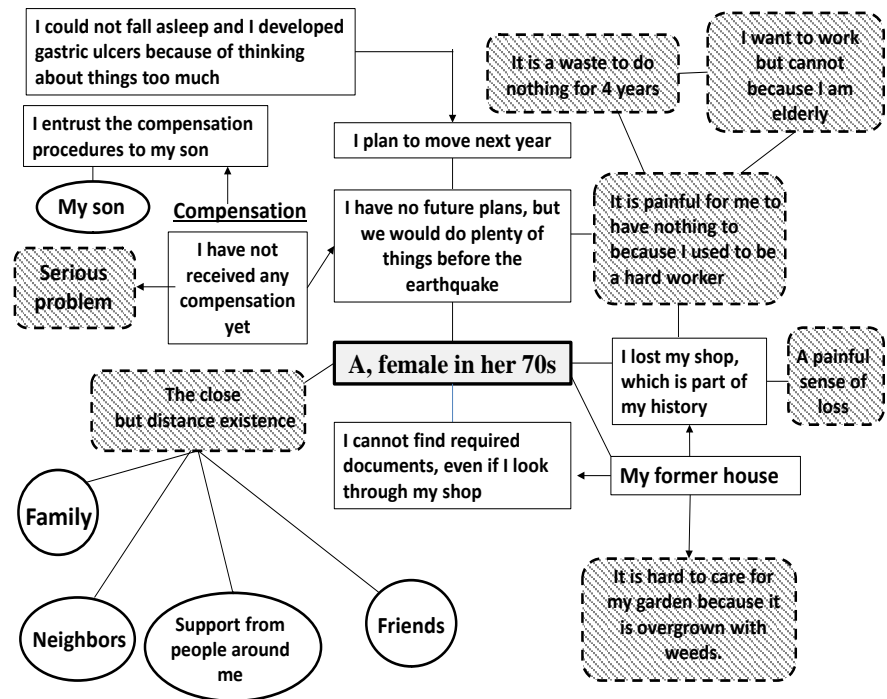 I could not fall asleep and I developed
gastric ulcers because of thinking
about things too much
It is a waste to do
nothing for 4 years
I want to work
but cannot
because I am
elderly
I entrust the compensation
procedures to my son
I plan to move next year
My son
Compensation
I have no future plans, but
we would do plenty of
things before the
earthquake
It is painful for me to
have nothing to
because I used to be
a hard worker
Serious
problem
I have not
received any
compensation
yet
A, female in her 70s
I lost my shop,
which is part of
my history
A painful
sense of
loss
The close
but distance existence
I cannot find required
documents, even if I look
through my shop
My former house
Family
Neighbors
Support from
people around
me
Friends
It is hard to care for
my garden because it
is overgrown with
weeds.